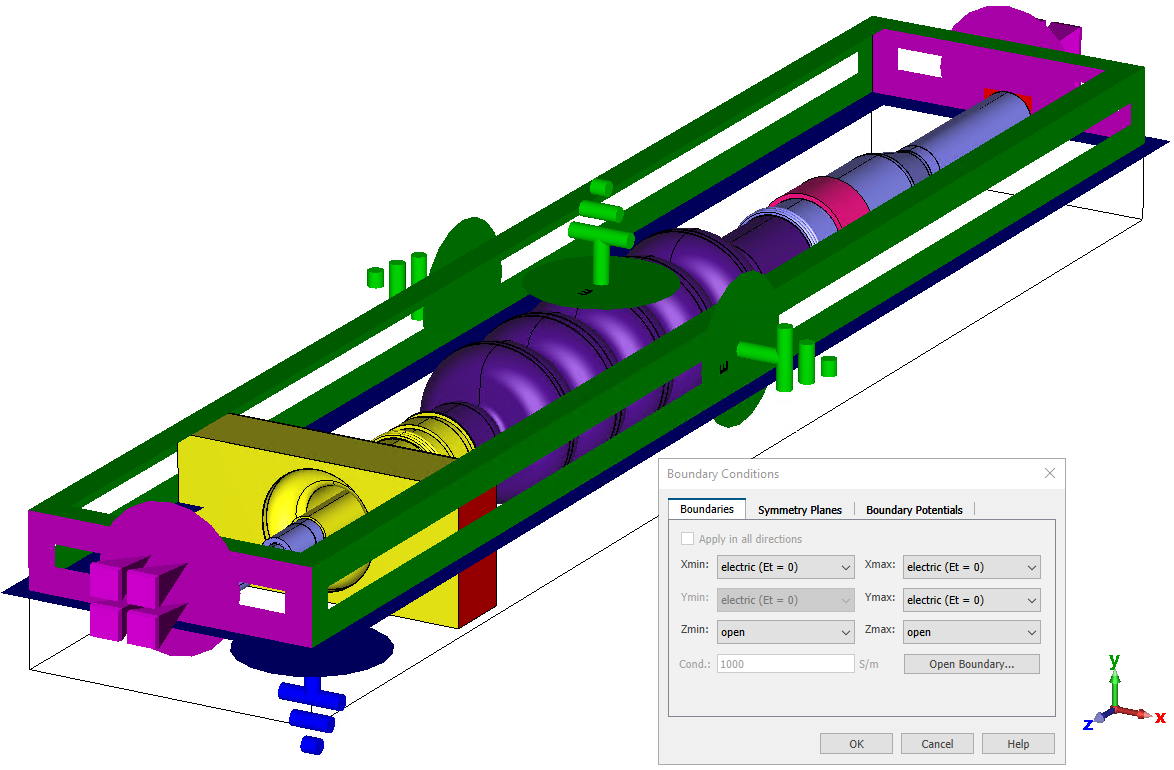 E
E
Boundary Conditions
Boundaries Symmetry Planes Boundary Potentials
Apply in all directions
Xmin: electric (Et = 0) Xmax: electric (Et = 0)
Ymin: electric (Et = 0) Ymax: electric (Et = 0)
Zmin: open Zmax: open
Cond.: 1000 S/m Open Boundary...
OK Cancel Help
y
z x